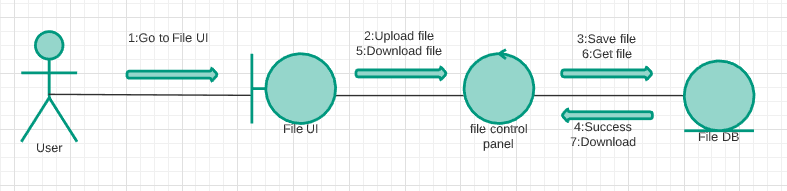 1:Go to File UI
2:Upload file
5:Download file
3:Save file
6:Get file
4:Success
7:Download
User
File UI
file control
panel
File DB